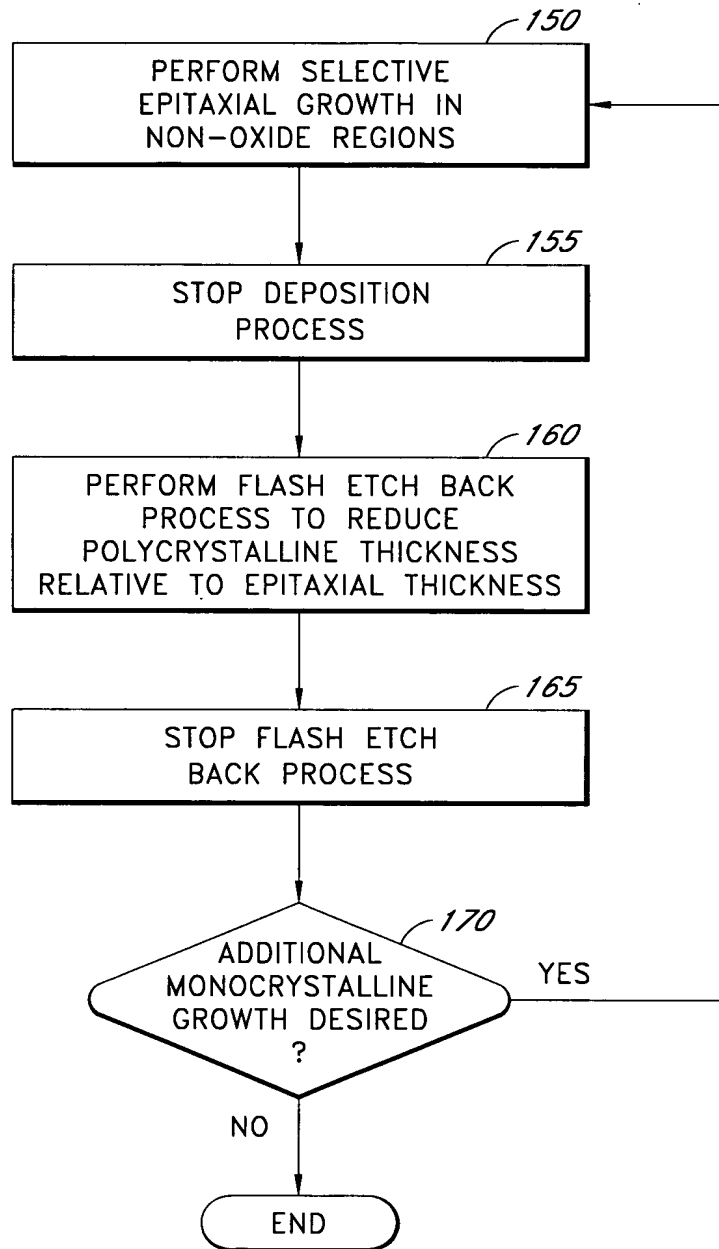 150
PERFORM SELECTIVE
EPITAXIAL GROWTH IN
NON-OXIDE REGIONS
155
STOP DEPOSITION
PROCESS
160
PERFORM FLASH ETCH BACK
PROCESS TO REDUCE
POLYCRYSTALLINE THICKNESS
RELATIVE TO EPITAXIAL THICKNESS
165
STOP FLASH ETCH
BACK PROCESS
170
ADDITIONAL
MONOCRYSTALLINE
GROWTH DESIRED
?
YES
NO
END